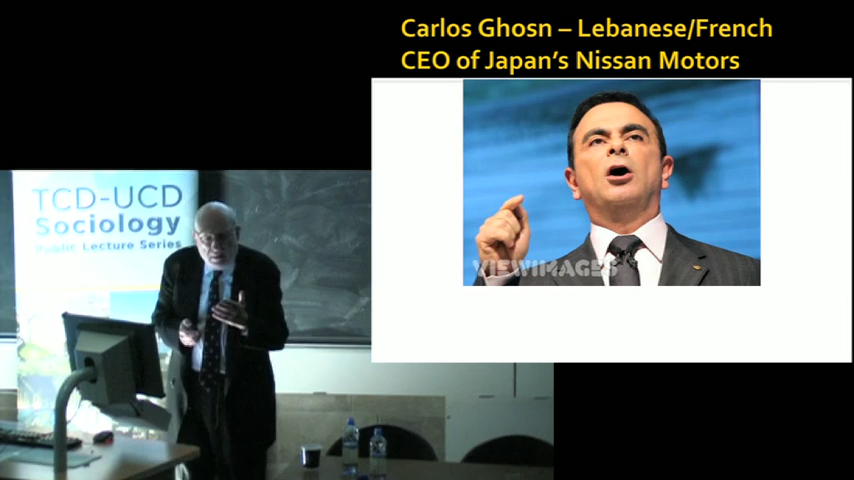 Carlos Ghosn – Lebanese/French
CEO of Japan's Nissan Motors
VIEWIMAGES
TCD-UCD
Sociology
Public Lecture Series